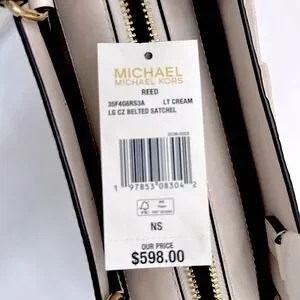 MICHAEL
MICHAEL KORS
REED
35F4G6RS3A LT CREAM
LG CZ BELTED SATCHEL
1 97853 08304 2
NS
OUR PRICE
$598.00